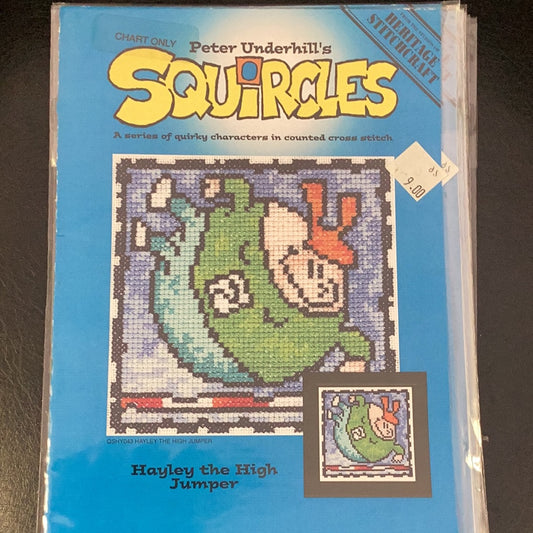 CHART ONLY
Peter Underhill's
SQUIRCLES
A series of quirky characters in counted cross stitch
HERITAGE
STITCHCRAFT
9.00
DSHY043 HAYLEY THE HIGH JUMPER
Hayley the High
Jumper